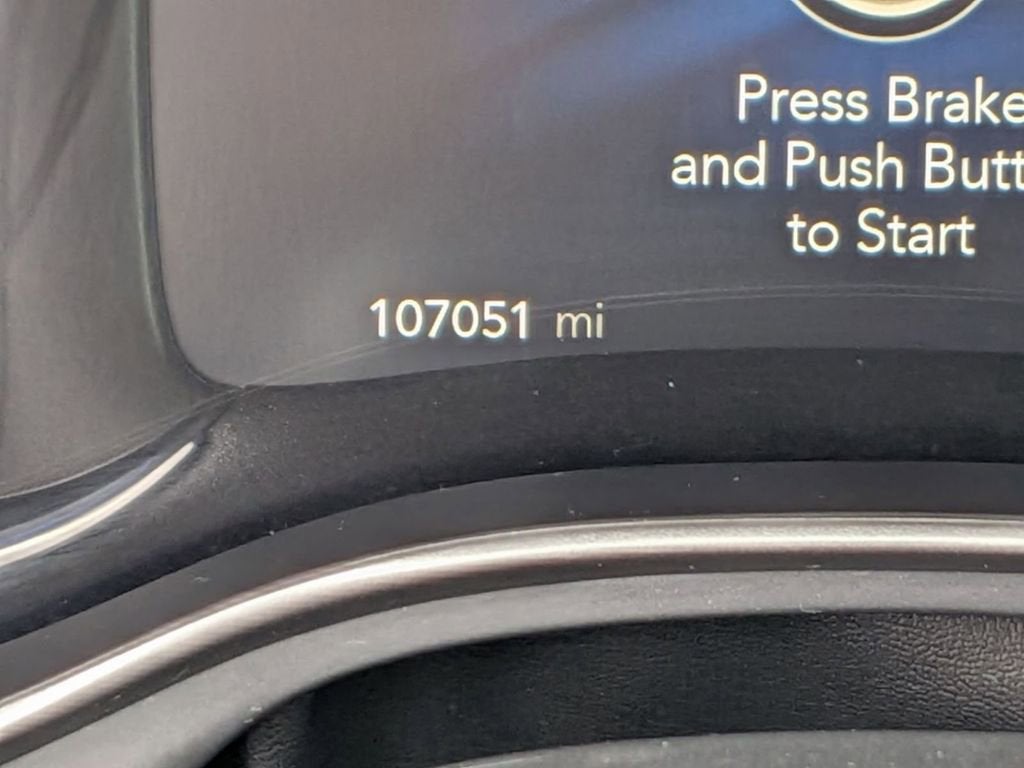 Press Brake
and Push Butt
to Start
107051 mi